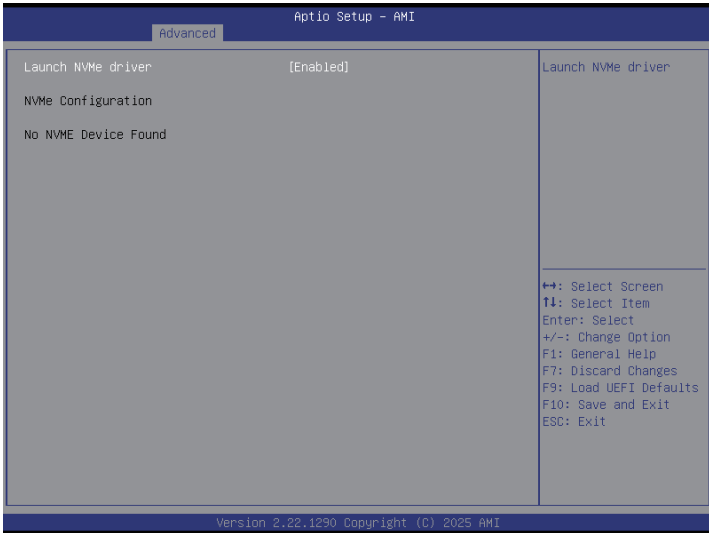 Aptio Setup - AMI
Advanced
Launch NVMe driver [Enabled]
NVMe Configuration
No NVME Device Found
Launch NVMe driver
↔: Select Screen
↑↓: Select Item
Enter: Select
+/-: Change Option
F1: General Help
F7: Discard Changes
F9: Load UEFI Defaults
F10: Save and Exit
ESC: Exit
Version 2.22.1290 Copyright (C) 2025 AMI